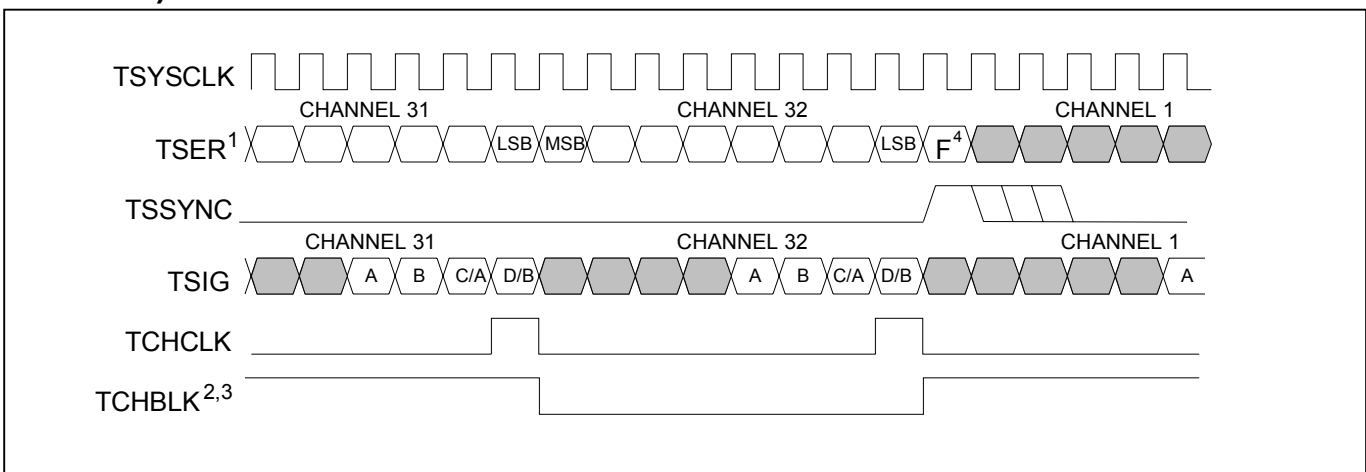 TSYSCLK
CHANNEL 31 CHANNEL 32 CHANNEL 1
TSER1 LSB MSB LSB F4
TSSYNC
CHANNEL 31 CHANNEL 32 CHANNEL 1
TSIG A B C/A D/B A B C/A D/B A
TCHCLK
TCHBLK2,3